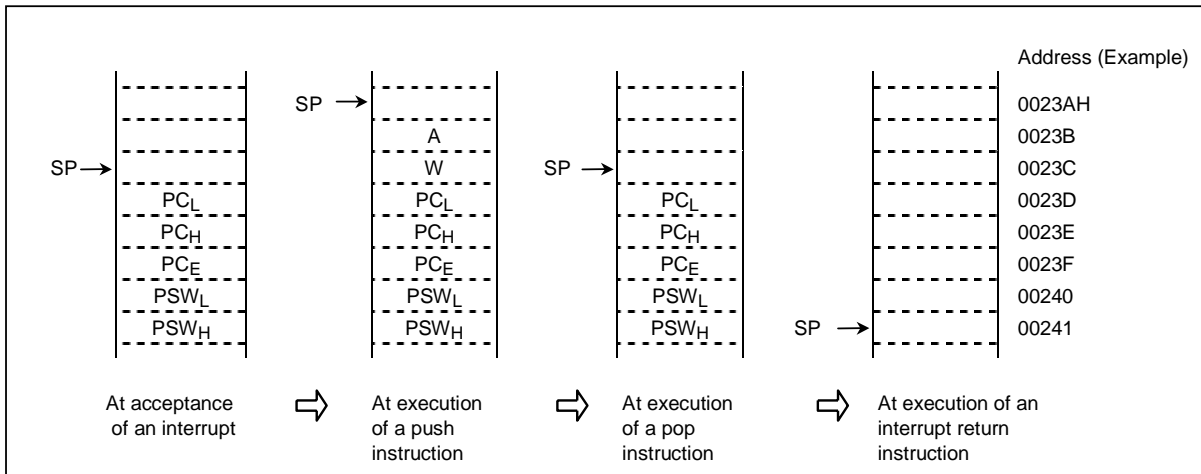 Address (Example)
SP 0023AH
A 0023B
SP W SP 0023C
PCL PCL PCL 0023D
PCH PCH PCH 0023E
PCE PCE PCE 0023F
PSWL PSWL PSWL 00240
PSWH PSWH PSWH SP 00241
At acceptance of an interrupt
At execution of a push instruction
At execution of a pop instruction
At execution of an interrupt return instruction